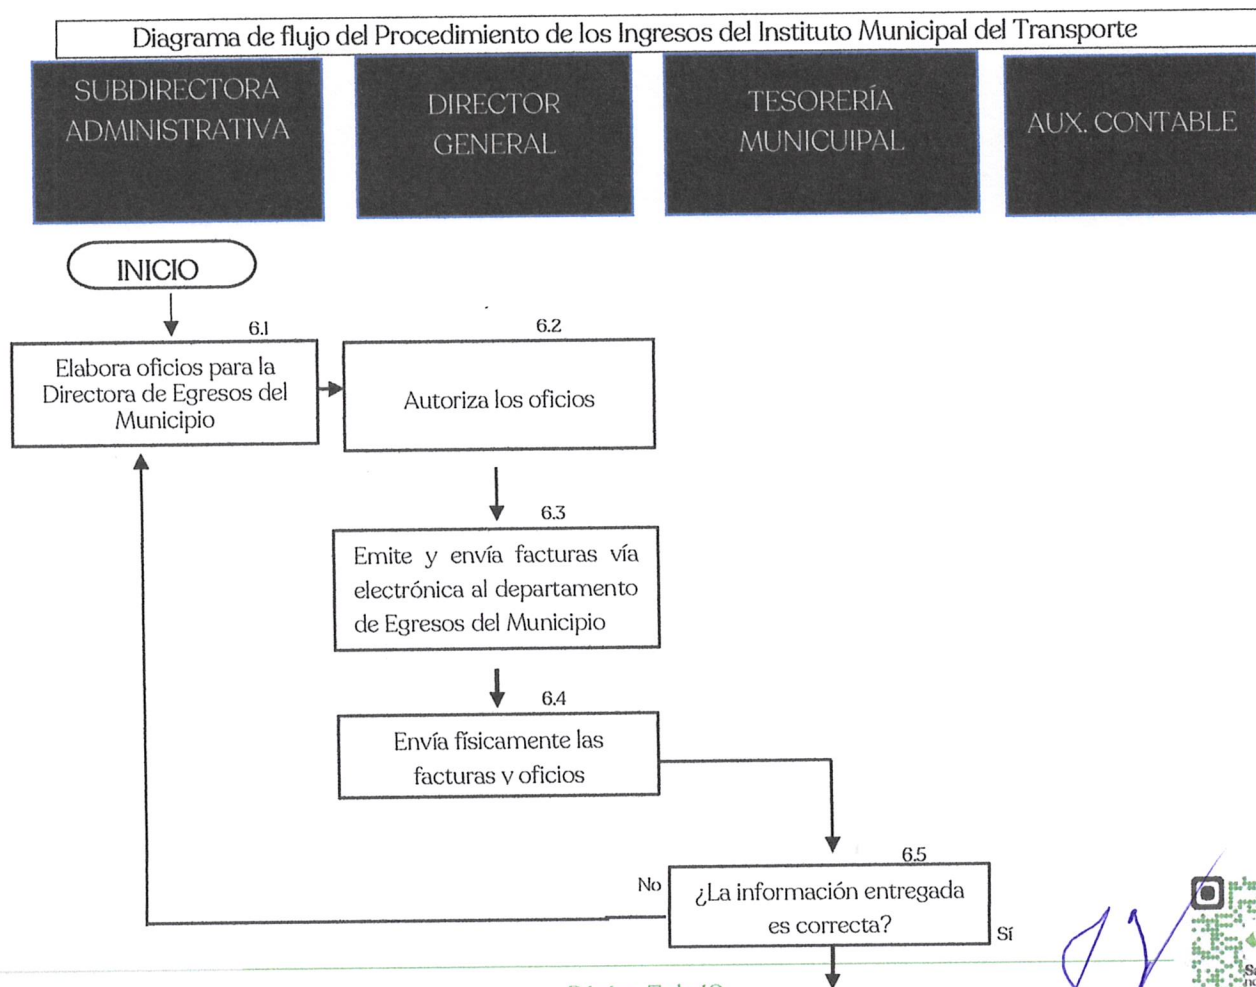 Diagrama de flujo del Procedimiento de los Ingresos del Instituto Municipal del Transporte
SUBDIRECTORA
ADMINISTRATIVA
DIRECTOR
GENERAL
TESORERÍA
MUNICUIPAL
AUX. CONTABLE
INICIO
6.1
Elabora oficios para la
Directora de Egresos del
Municipio
6.2
Autoriza los oficios
6.3
Emite y envía facturas vía
electrónica al departamento
de Egresos del Municipio
6.4
Envía físicamente las
facturas y oficios
6.5
No
¿La información entregada
es correcta?
Sí